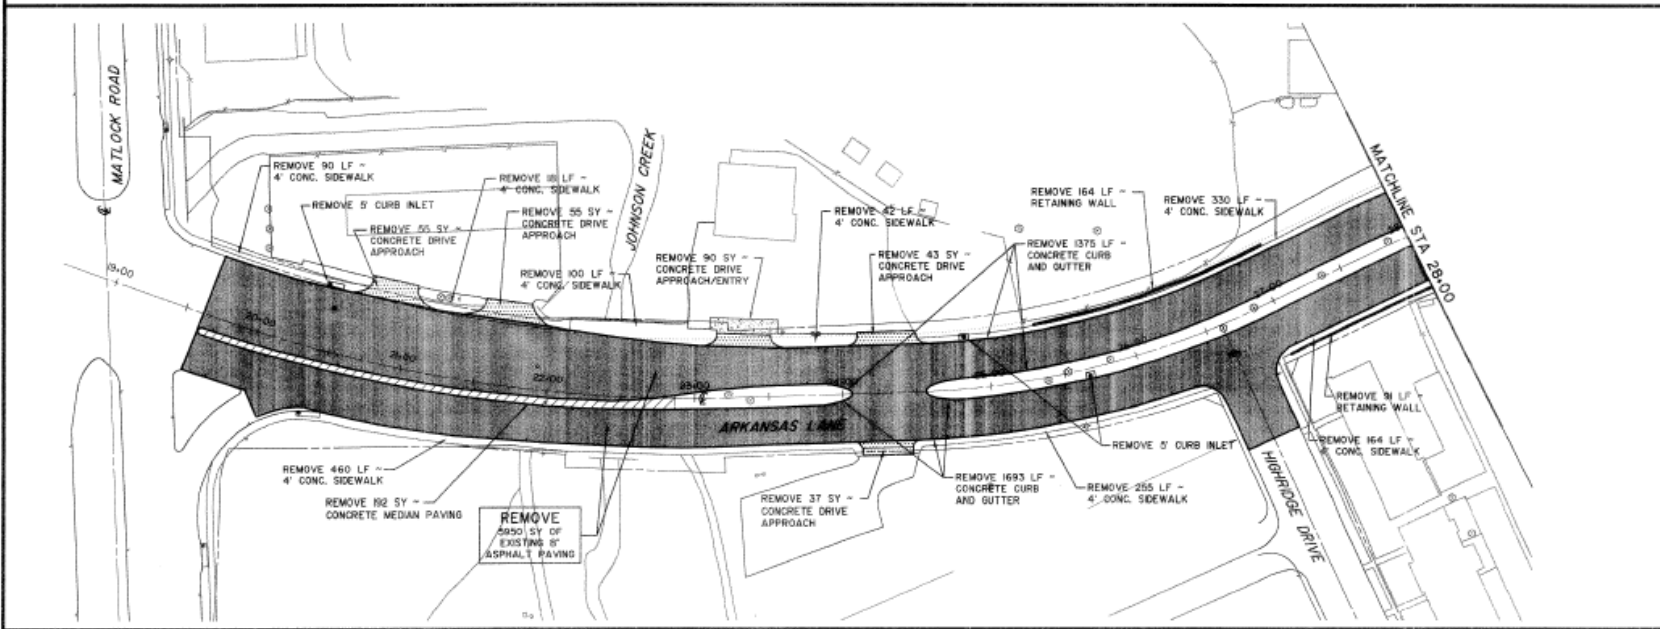 MATLOCK ROAD
19+00
REMOVE 90 LF ~
4' CONC. SIDEWALK
REMOVE 5' CURB INLET
REMOVE 55 SY ~
CONCRETE DRIVE
APPROACH
REMOVE 111 LF ~
4' CONC. SIDEWALK
REMOVE 55 SY ~
CONCRETE DRIVE
APPROACH
REMOVE 100 LF ~
4' CONC. SIDEWALK
JOHNSON CREEK
REMOVE 90 SY ~
CONCRETE DRIVE
APPROACH/ENTRY
REMOVE 42 LF ~
4' CONC. SIDEWALK
REMOVE 43 SY ~
CONCRETE DRIVE
APPROACH
REMOVE 164 LF ~
RETAINING WALL
REMOVE 1375 LF ~
CONCRETE CURB
AND GUTTER
REMOVE 330 LF ~
4' CONC. SIDEWALK
MATCHLINE STA 28+00
20+00
21+00
22+00
23+00
ARKANSAS LANE
REMOVE 460 LF ~
4' CONC. SIDEWALK
REMOVE 192 SY ~
CONCRETE MEDIAN PAVING
REMOVE
5950 SY OF
EXISTING 8"
ASPHALT PAVING
REMOVE 37 SY ~
CONCRETE DRIVE
APPROACH
REMOVE 1693 LF ~
CONCRETE CURB
AND GUTTER
REMOVE 255 LF ~
4' CONC. SIDEWALK
REMOVE 5' CURB INLET
HIGHRIDGE DRIVE
REMOVE 91 LF ~
RETAINING WALL
REMOVE 164 LF ~
4' CONC. SIDEWALK